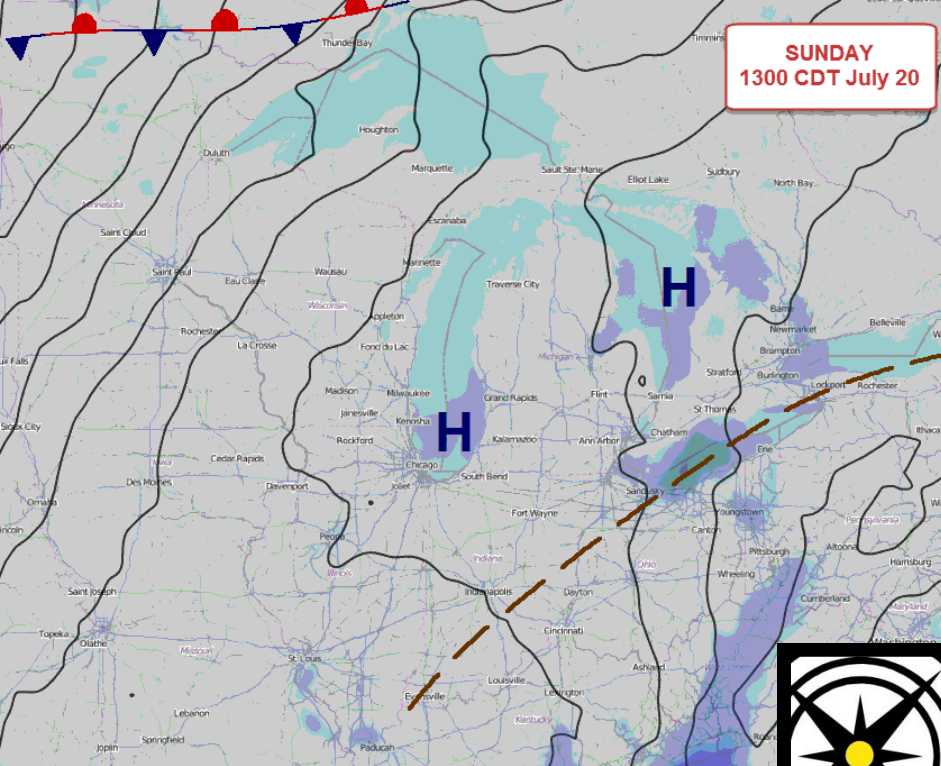 SUNDAY
1300 CDT July 20
Timmins
Thunder Bay
Houghton
Duluth
Marquette
Sault Ste. Marie
Elliot Lake
Sudbury
North Bay
Minnesota
Saint Cloud
Escanaba
Marinette
Saint Paul
Eau Claire
Wausau
Wisconsin
Traverse City
H
Barrie
Appleton
Newmarket
Belleville
Rochester
La Crosse
Fond du Lac
Michigan
Brampton
ux Falls
Stratford
Burlington
Lockport
Rochester
Madison
Milwaukee
Grand Rapids
Flint
Sarnia
St Thomas
Janesville
Kenosha
H
Sioux City
Rockford
Kalamazoo
Ann Arbor
Chatham
Ithaca
Cedar Rapids
Iowa
Chicago
Erie
Des Moines
Davenport
Joliet
South Bend
Sandusky
Omaha
Fort Wayne
Youngstown
Pennsylvania
incoln
Peoria
Canton
Pittsburgh
Altoona
Indiana
Ohio
Harrisburg
Illinois
Wheeling
Saint Joseph
Indianapolis
Dayton
Cumberland
Maryland
Topeka
Olathe
Cincinnati
Washington
Missouri
St. Louis
Ashland
Evansville
Louisville
Lexington
Lebanon
Kentucky
Joplin
Springfield
Paducah
Roano